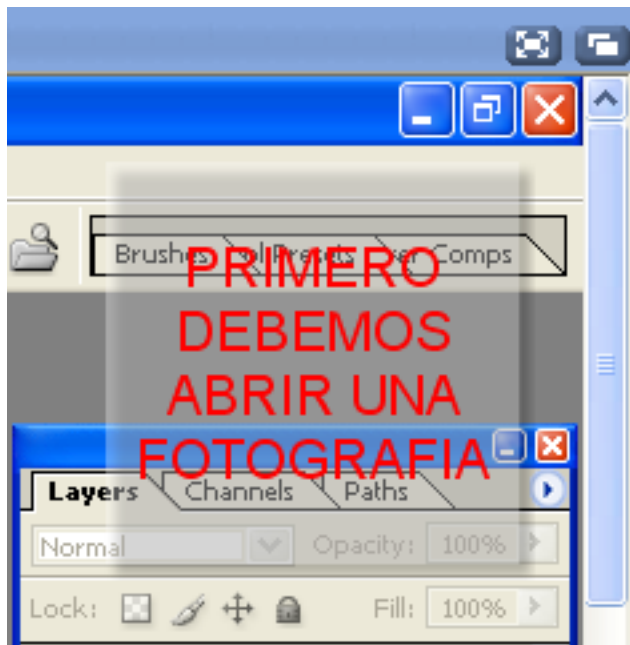 Brushes
Comps
PRIMERO
DEBEMOS
ABRIR UNA
FOTOGRAFIA
Layers Channels Paths
Normal Opacity: 100%
Lock: Fill: 100%